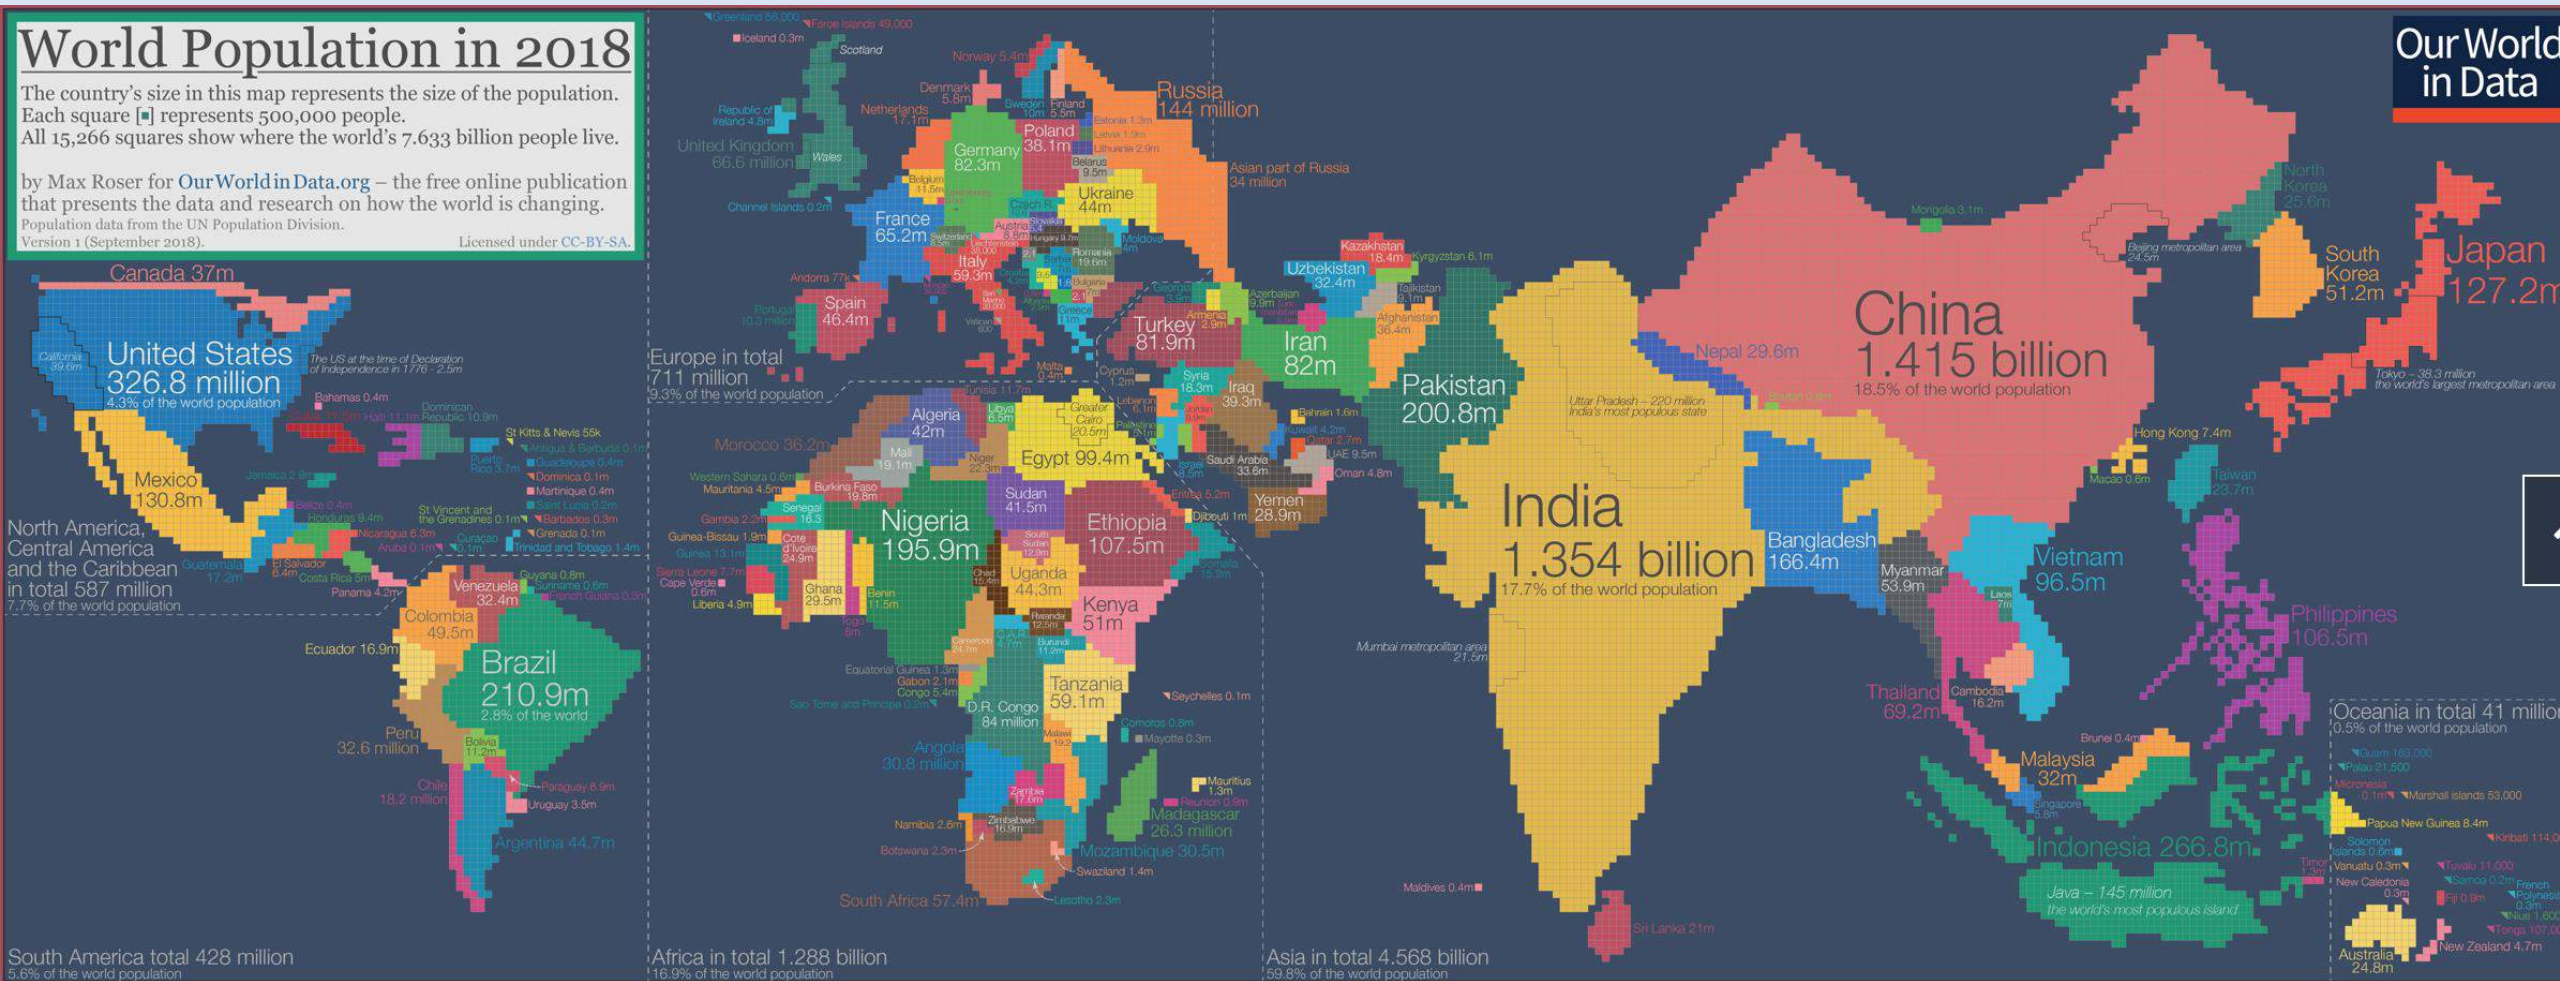 World Population in 2018
The country's size in this map represents the size of the population.
Each square [▪] represents 500,000 people.
All 15,266 squares show where the world's 7.633 billion people live.
by Max Roser for OurWorldinData.org – the free online publication
that presents the data and research on how the world is changing.
Population data from the UN Population Division.
Version 1 (September 2018).
Licensed under CC-BY-SA.
Our World
in Data
Canada 37m
California
39.6m
United States
326.8 million
4.3% of the world population
The US at the time of Declaration
of Independence in 1776 - 2.5m
Bahamas 0.4m
Cuba 11.5m
Haiti 11.1m
Dominican
Republic 10.9m
St Kitts & Nevis 55k
Antigua & Barbuda 0.1m
Puerto
Rico 3.7m
Guadeloupe 0.4m
Dominica 0.1m
Martinique 0.4m
Saint Lucia 0.2m
Jamaica 2.9m
Mexico
130.8m
Belize 0.4m
Honduras 9.4m
St Vincent and
the Grenadines 0.1m
Barbados 0.3m
Grenada 0.1m
Nicaragua 6.3m
Aruba 0.1m
Curaçao
0.1m
Trinidad and Tobago 1.4m
Guatemala
17.2m
El Salvador
6.4m
Costa Rica 5m
Panama 4.2m
North America,
Central America
and the Caribbean
in total 587 million
7.7% of the world population
Venezuela
32.4m
Guyana 0.8m
Suriname 0.6m
French Guiana 0.3m
Colombia
49.5m
Ecuador 16.9m
Brazil
210.9m
2.8% of the world
Peru
32.6 million
Bolivia
11.2m
Chile
18.2 million
Paraguay 6.9m
Uruguay 3.5m
Argentina 44.7m
South America total 428 million
5.6% of the world population
Greenland 56,000
Faroe Islands 49,000
Iceland 0.3m
Scotland
Norway 5.4m
Denmark
5.8m
Sweden
10m
Finland
5.5m
Russia
144 million
Republic of
Ireland 4.8m
Netherlands
17.1m
Estonia 1.3m
Latvia 1.9m
Lithuania 2.9m
United Kingdom
66.6 million
Wales
Germany
82.3m
Poland
38.1m
Belarus
9.5m
Asian part of Russia
34 million
Belgium
11.5m
Ukraine
44m
Channel Islands 0.2m
France
65.2m
Czech R.
Austria
8.8m
Slovakia
Hungary 9.7m
Moldova
4m
Switzerland
8.5m
Liechtenstein
38,000
Romania
19.6m
Italy
59.3m
Andorra 77k
Spain
46.4m
Portugal
10.3 million
Bulgaria
7m
Greece
11m
Vatican
Malta
0.4m
Europe in total
711 million
9.3% of the world population
Georgia
3.9m
Armenia
2.9m
Azerbaijan
9.9m
Turkey
81.9m
Cyprus
1.2m
Syria
18.3m
Iraq
39.3m
Iran
82m
Lebanon
6.1m
Palestine
Israel
8.5m
Saudi Arabia
33.6m
Bahrain 1.6m
Kuwait 4.2m
Qatar 2.7m
UAE 9.5m
Oman 4.8m
Yemen
28.9m
Kazakhstan
18.4m
Kyrgyzstan 6.1m
Uzbekistan
32.4m
Tajikistan
9.1m
Afghanistan
36.4m
Pakistan
200.8m
Tunisia 11.7m
Algeria
42m
Libya
6.5m
Greater
Cairo
20.5m
Egypt 99.4m
Morocco 36.2m
Mali
19.1m
Niger
22.3m
Western Sahara 0.6m
Mauritania 4.5m
Burkina Faso
19.8m
Senegal
16.3
Sudan
41.5m
Eritrea 5.2m
Djibouti 1m
Gambia 2.2m
Guinea-Bissau 1.9m
Guinea 13.1m
Cote
d'Ivoire
24.9m
Nigeria
195.9m
South
Sudan
12.9m
Ethiopia
107.5m
Somalia
15.2m
Sierra Leone 7.7m
Cape Verde
0.6m
Liberia 4.9m
Ghana
29.5m
Togo
8m
Benin
11.5m
Chad
15.4m
Uganda
44.3m
Kenya
51m
Rwanda
12.5m
Cameroon
24.7m
C.A.R.
4.7m
Burundi
11.2m
Equatorial Guinea 1.3m
Gabon 2.1m
Congo 5.4m
Sao Tome and Principe 0.2m
D.R. Congo
84 million
Tanzania
59.1m
Seychelles 0.1m
Comoros 0.8m
Mayotte 0.3m
Malawi
19.2
Angola
30.8 million
Zambia
17.6m
Mauritius
1.3m
Reunion 0.9m
Madagascar
26.3 million
Namibia 2.6m
Zimbabwe
16.9m
Botswana 2.3m
Mozambique 30.5m
Swaziland 1.4m
South Africa 57.4m
Lesotho 2.3m
Africa in total 1.288 billion
16.9% of the world population
Mongolia 3.1m
North
Korea
25.6m
Beijing metropolitan area
24.5m
South
Korea
51.2m
Japan
127.2m
China
1.415 billion
18.5% of the world population
Tokyo – 38.3 million
the world's largest metropolitan area
Nepal 29.6m
Uttar Pradesh – 220 million
India's most populous state
Bhutan 0.8m
Hong Kong 7.4m
Macao 0.6m
Taiwan
23.7m
India
1.354 billion
17.7% of the world population
Bangladesh
166.4m
Myanmar
53.9m
Vietnam
96.5m
Laos
7m
Philippines
106.5m
Mumbai metropolitan area
21.5m
Thailand
69.2m
Cambodia
16.2m
Brunei 0.4m
Malaysia
32m
Singapore
5.8m
Indonesia 266.8m
Java – 145 million
the world's most populous island
Timor
1.3m
Maldives 0.4m
Sri Lanka 21m
Asia in total 4.568 billion
59.8% of the world population
Oceania in total 41 million
0.5% of the world population
Guam 163,000
Palau 21,500
Micronesia
0.1m
Marshall islands 53,000
Papua New Guinea 8.4m
Solomon
Islands 0.6m
Kiribati 114,0
Vanuatu 0.3m
Tuvalu 11,000
New Caledonia
0.3m
Samoa 0.2m
French
Polynesia
0.3m
Fiji 0.9m
Niue 1,600
Tonga 107,00
Australia
24.8m
New Zealand 4.7m